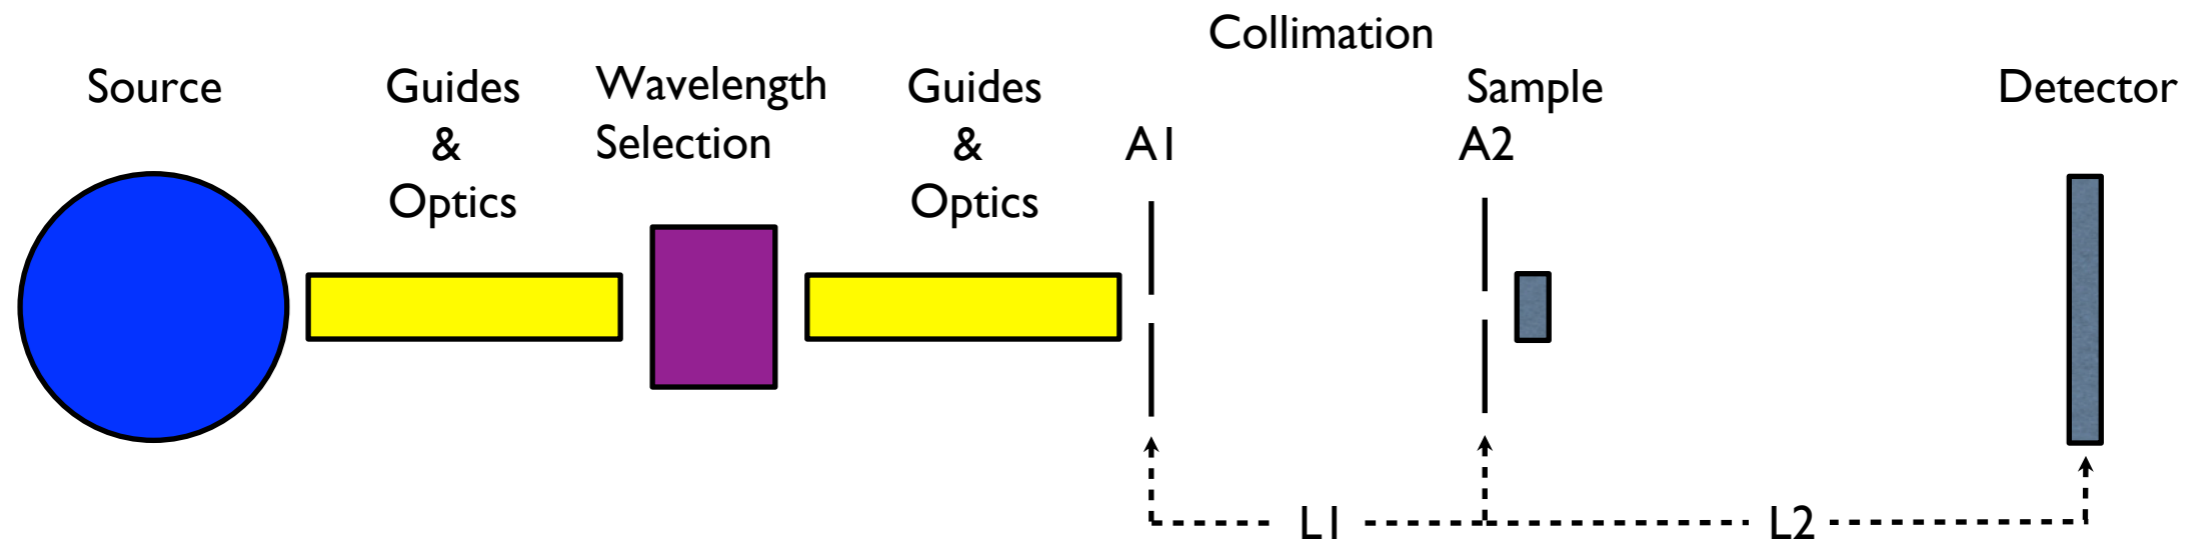 Collimation
Source
Guides
&
Optics
Wavelength
Selection
Guides
&
Optics
A1
Sample
A2
Detector
L1
L2